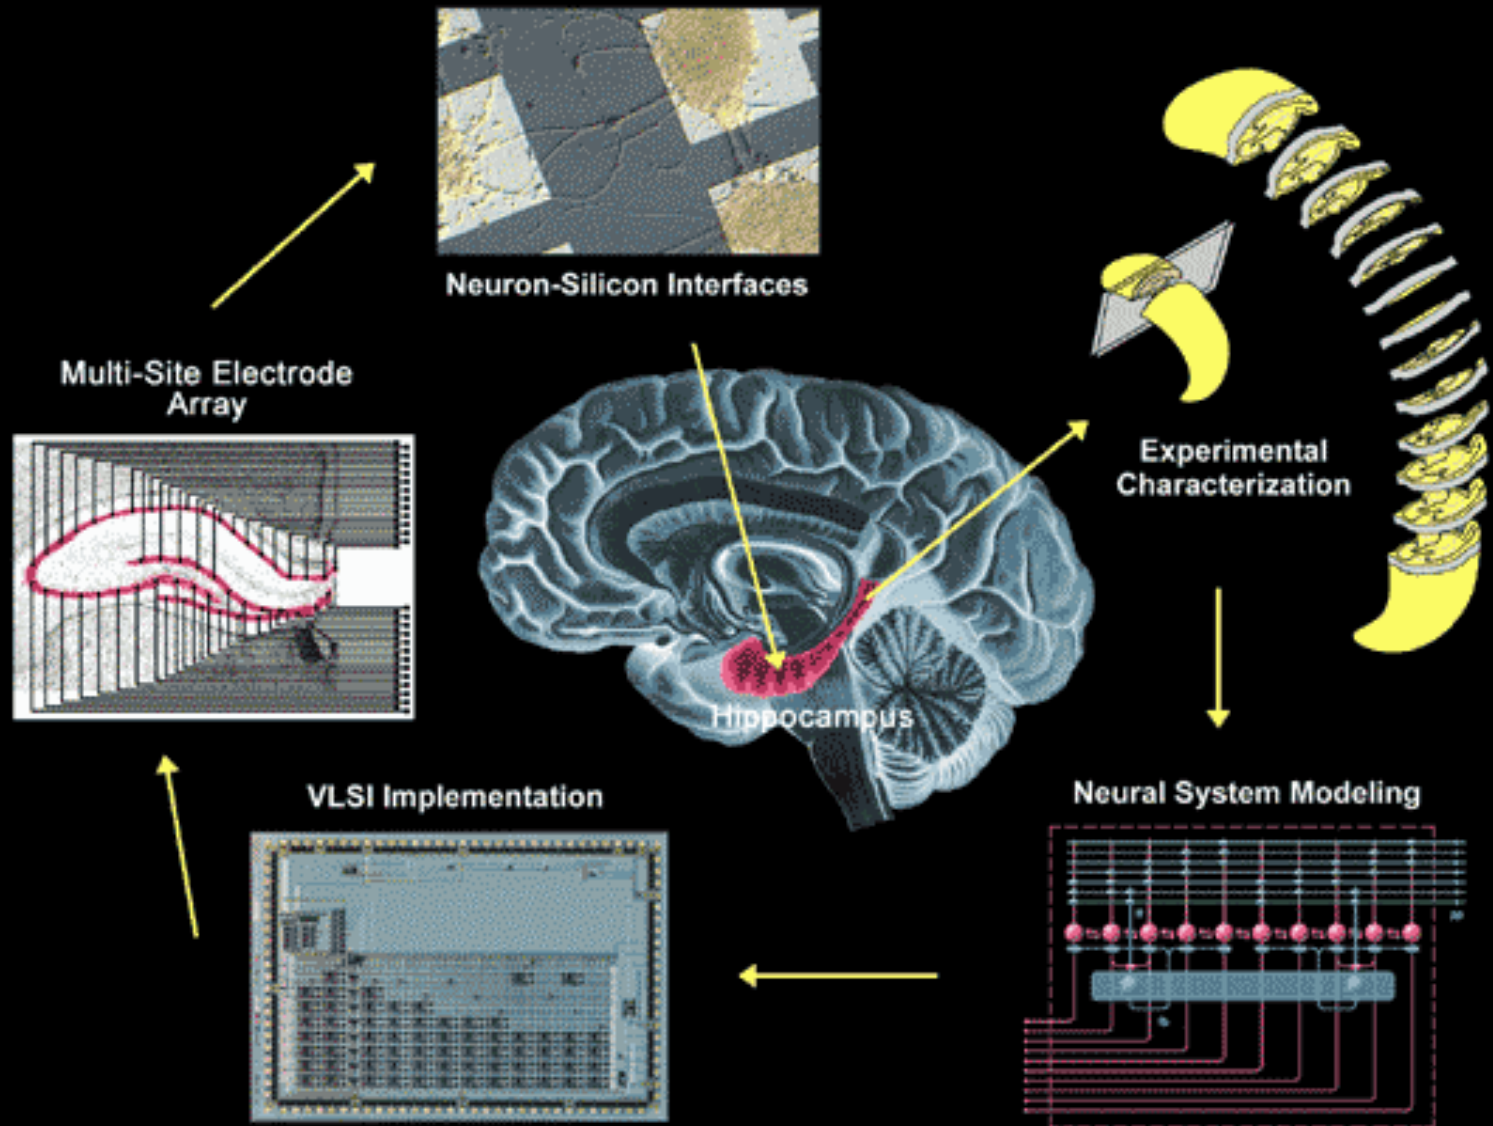 Neuron-Silicon Interfaces
Multi-Site Electrode
Array
Experimental
Characterization
Hippocampus
VLSI Implementation
Neural System Modeling